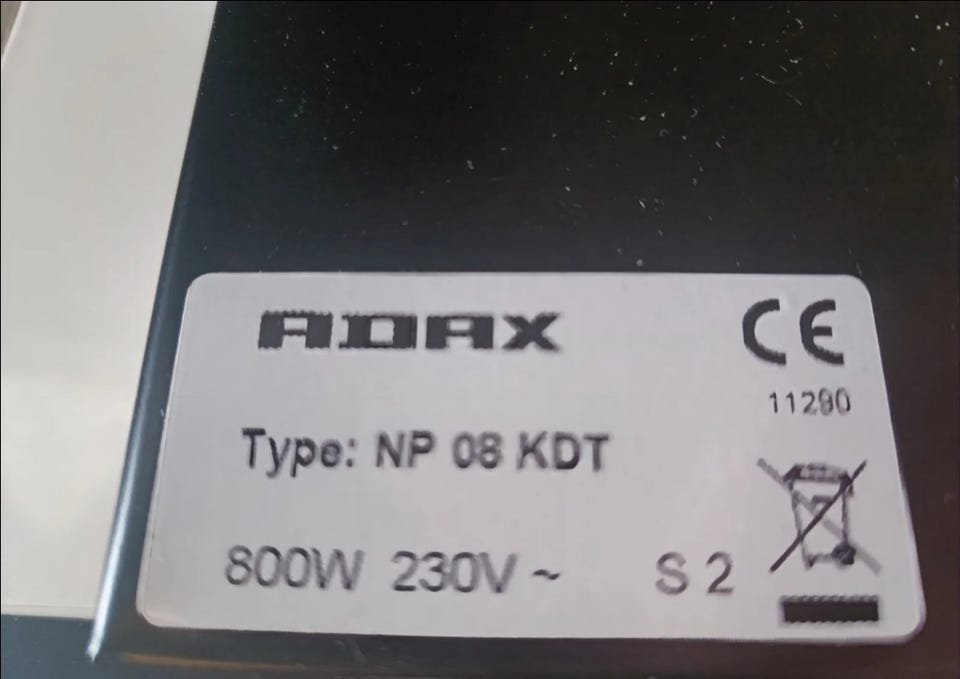 ADAX
CE
11290
Type: NP 08 KDT
800W 230V ~ S 2